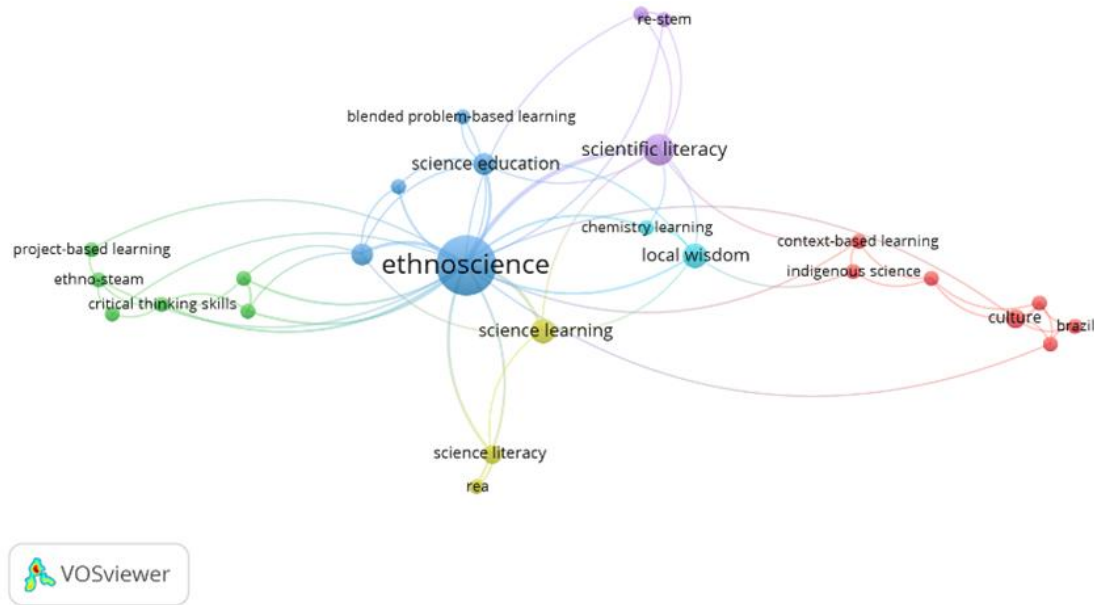 re-stem
blended problem-based learning
scientific literacy
science education
chemistry learning
project-based learning
context-based learning
local wisdom
ethnoscience
indigenous science
ethno-steam
critical thinking skills
culture
brazil
science learning
science literacy
rea
VOSviewer